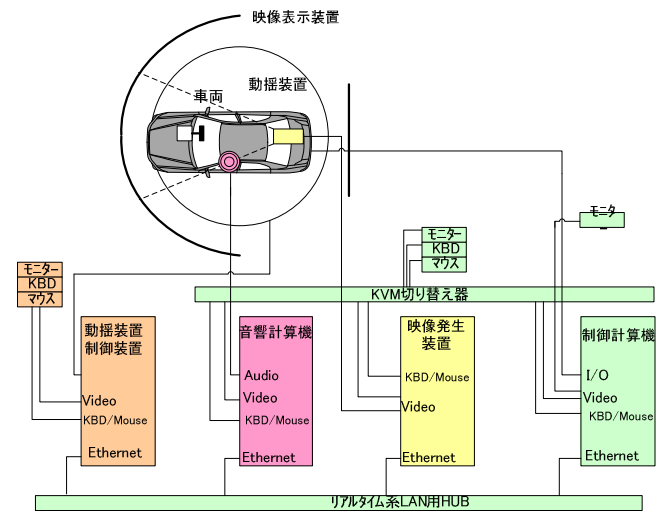 映像表示装置
動揺装置
車両
モニタ
モニター
KBD
マウス
モニター
KBD
マウス
KVM切り替え器
動揺装置
制御装置
Video
KBD/Mouse
Ethernet
音響計算機
Audio
Video
KBD/Mouse
Ethernet
映像発生
装置
KBD/Mouse
Video
Ethernet
制御計算機
I/O
Video
KBD/Mouse
Ethernet
リアルタイム系LAN用HUB